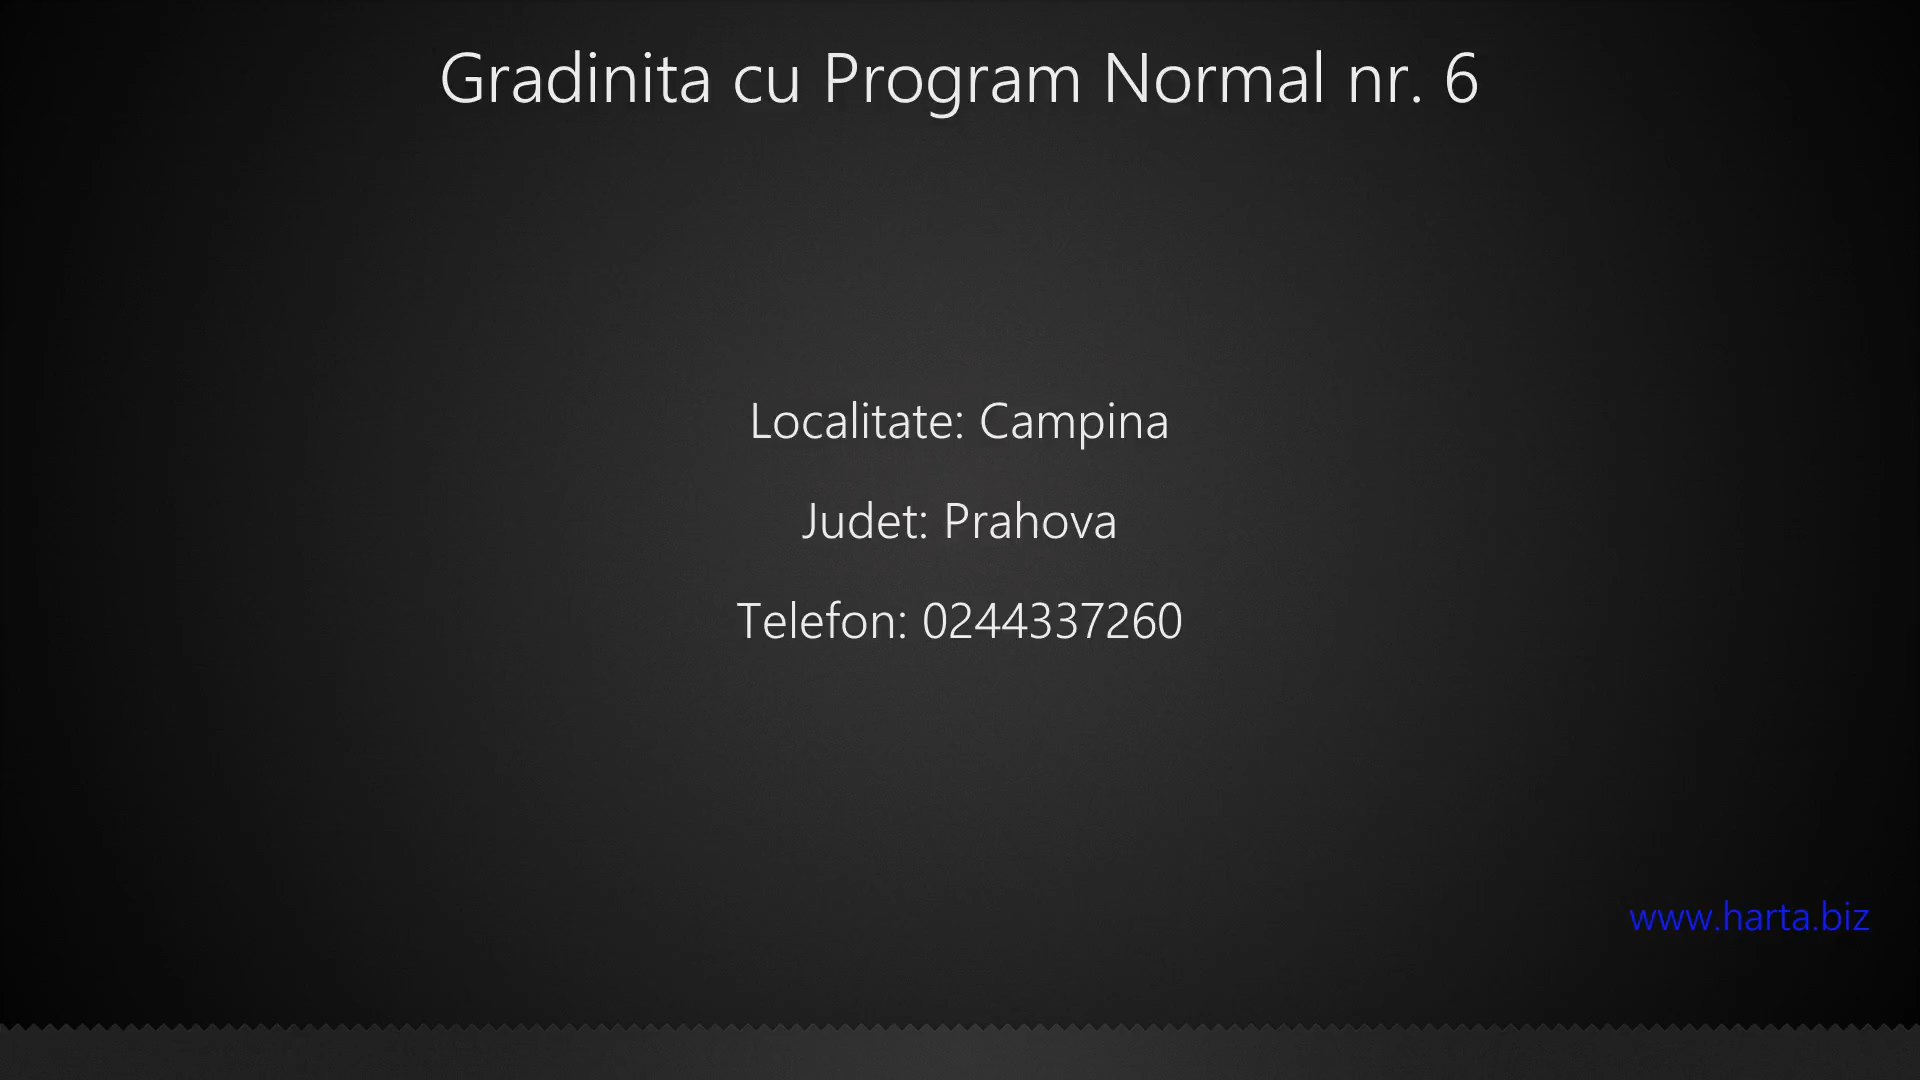 Gradinita cu Program Normal nr. 6
Localitate: Campina
Judet: Prahova
Telefon: 0244337260
www.harta.biz